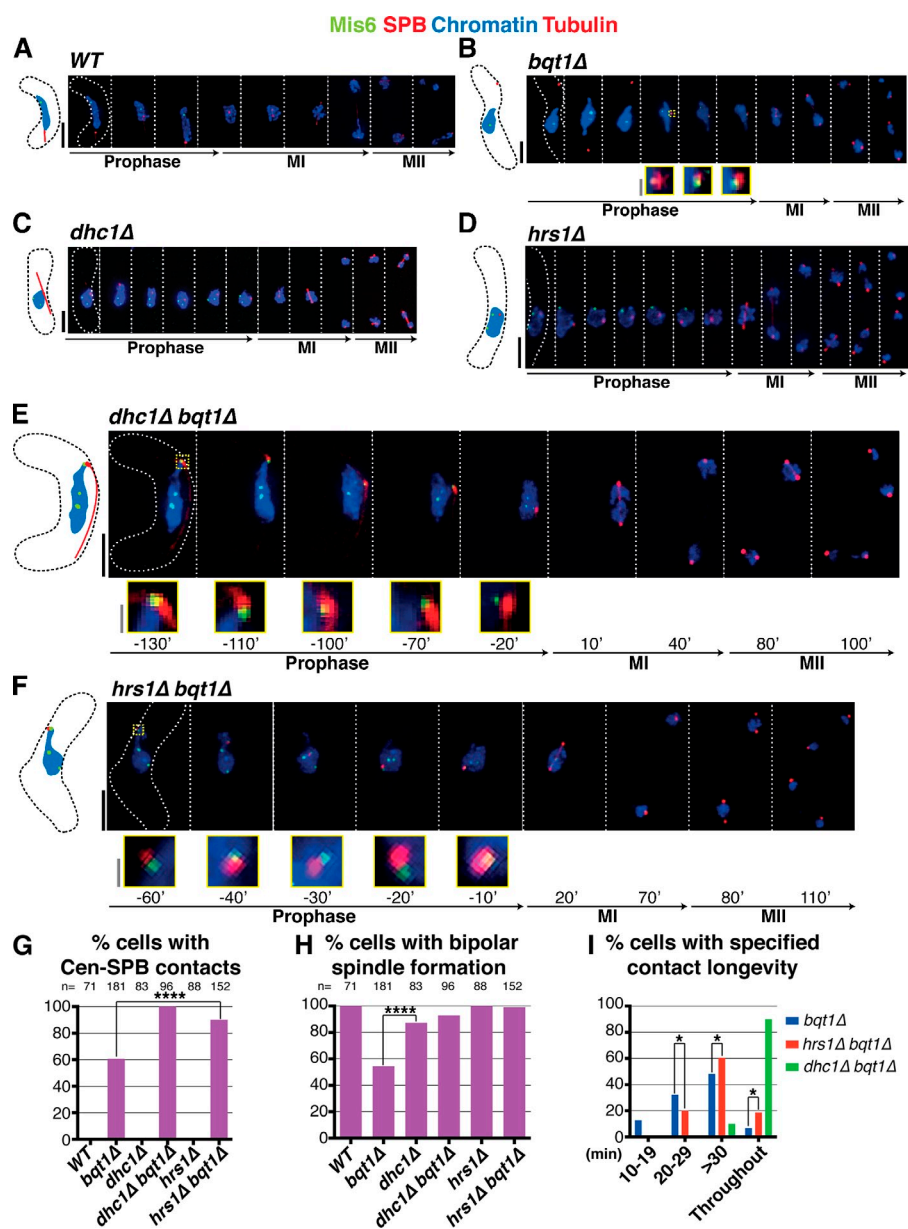 Mis6 SPB Chromatin Tubulin
A
WT
Prophase MI MII
B
bqt1Δ
Prophase MI MII
C
dhc1Δ
Prophase MI MII
D
hrs1Δ
Prophase MI MII
E
dhc1Δ bqt1Δ
-130' -110' -100' -70' -20' 10' 40' 80' 100'
Prophase MI MII
F
hrs1Δ bqt1Δ
-60' -40' -30' -20' -10' 20' 70' 80' 110'
Prophase MI MII
G
% cells with
Cen-SPB contacts
n= 71 181 83 96 88 152
****
100
80
60
40
20
0
WT
bqt1Δ
dhc1Δ
dhc1Δ bqt1Δ
hrs1Δ
hrs1Δ bqt1Δ
H
% cells with bipolar
spindle formation
n= 71 181 83 96 88 152
****
100
80
60
40
20
0
WT
bqt1Δ
dhc1Δ
dhc1Δ bqt1Δ
hrs1Δ
hrs1Δ bqt1Δ
I
% cells with specified
contact longevity
100
80
60
40
20
0
* * *
bqt1Δ
hrs1Δ bqt1Δ
dhc1Δ bqt1Δ
(min)
10-19
20-29
>30
Throughout